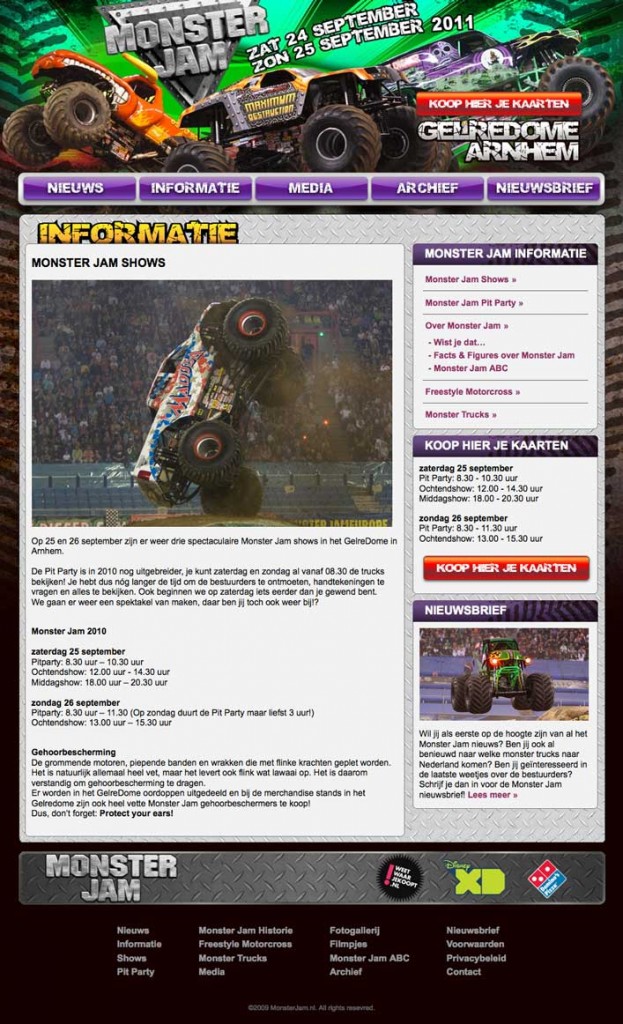 MONSTER JAM
ZAT 24 SEPTEMBER
ZON 25 SEPTEMBER 2011
MAXIMUM DESTRUCTION
KOOP HIER JE KAARTEN
GELREDOME
ARNHEM
NIEUWS INFORMATIE MEDIA ARCHIEF NIEUWSBRIEF
INFORMATIE
MONSTER JAM SHOWS
Op 25 en 26 september zijn er weer drie spectaculaire Monster Jam shows in het GelreDome in
Arnhem.
De Pit Party is in 2010 nog uitgebreider, je kunt zaterdag en zondag al vanaf 08.30 de trucks
bekijken! Je hebt dus nóg langer de tijd om de bestuurders te ontmoeten, handtekeningen te
vragen en alles te bekijken. Ook beginnen we op zaterdag iets eerder dan je gewend bent.
We gaan er weer een spektakel van maken, daar ben jij toch ook weer bij!?
Monster Jam 2010
zaterdag 25 september
Pitparty: 8.30 uur – 10.30 uur
Ochtendshow: 12.00 uur - 14.30 uur
Middagshow: 18.00 uur – 20.30 uur
zondag 26 september
Pitparty: 8.30 uur – 11.30 (Op zondag duurt de Pit Party maar liefst 3 uur!)
Ochtendshow: 13.00 uur – 15.30 uur
Gehoorbescherming
De grommende motoren, piepende banden en wrakken die met flinke krachten geplet worden.
Het is natuurlijk allemaal heel vet, maar het levert ook flink wat lawaai op. Het is daarom
verstandig om gehoorbescherming te dragen.
Er worden in het GelreDome oordoppen uitgedeeld en bij de merchandise stands in het
Gelredome zijn ook heel vette Monster Jam gehoorbeschermers te koop!
Dus, don't forget: Protect your ears!
MONSTER JAM INFORMATIE
Monster Jam Shows »
Monster Jam Pit Party »
Over Monster Jam »
- Wist je dat...
- Facts & Figures over Monster Jam
- Monster Jam ABC
Freestyle Motorcross »
Monster Trucks »
KOOP HIER JE KAARTEN
zaterdag 25 september
Pit Party: 8.30 - 10.30 uur
Ochtendshow: 12.00 - 14.30 uur
Middagshow: 18.00 - 20.30 uur
zondag 26 september
Pit Party: 8.30 - 11.30 uur
Ochtendshow: 13.00 - 15.30 uur
KOOP HIER JE KAARTEN
NIEUWSBRIEF
Wil jij als eerste op de hoogte zijn van al het
Monster Jam nieuws? Ben jij ook al
benieuwd naar welke monster trucks naar
Nederland komen? Ben jij geïnteresseerd in
de laatste weetjes over de bestuurders?
Schrijf je dan in voor de Monster Jam
nieuwsbrief! Lees meer »
MONSTER
JAM
WEET
WAAR
JE KOOPT
.NL
Disney
XD
Domino's
Pizza
Nieuws Monster Jam Historie Fotogallerij Nieuwsbrief
Informatie Freestyle Motorcross Filmpjes Voorwaarden
Shows Monster Trucks Monster Jam ABC Privacybeleid
Pit Party Media Archief Contact
©2009 MonsterJam.nl. All rights reserved.